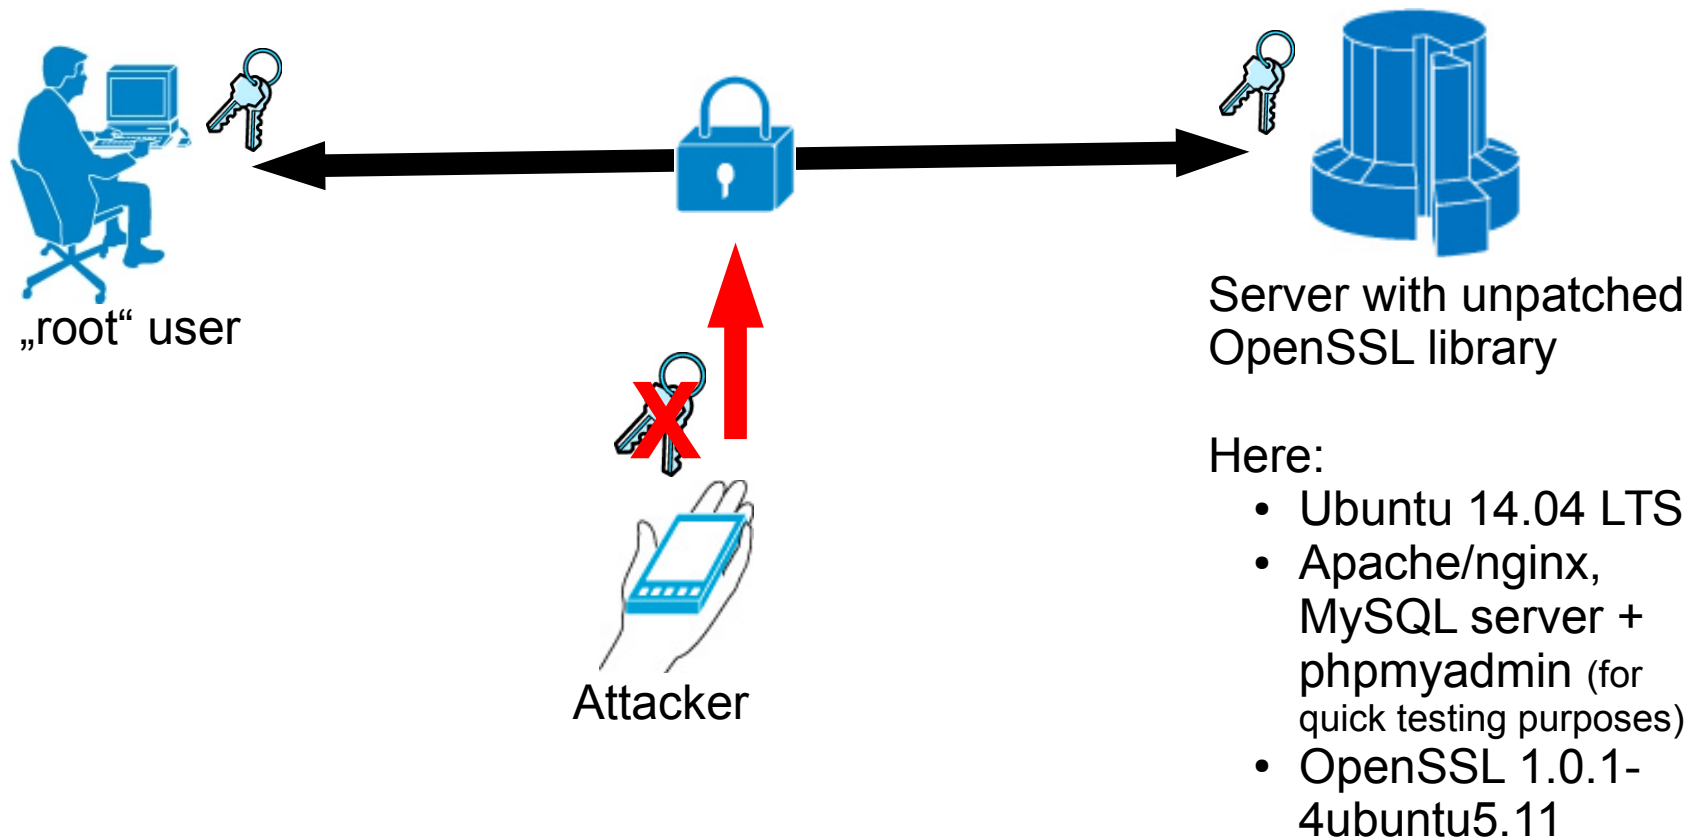 „root“ user
Attacker
Server with unpatched
OpenSSL library
Here:
• Ubuntu 14.04 LTS
• Apache/nginx,
MySQL server +
phpmyadmin (for
quick testing purposes)
• OpenSSL 1.0.1-
4ubuntu5.11
X